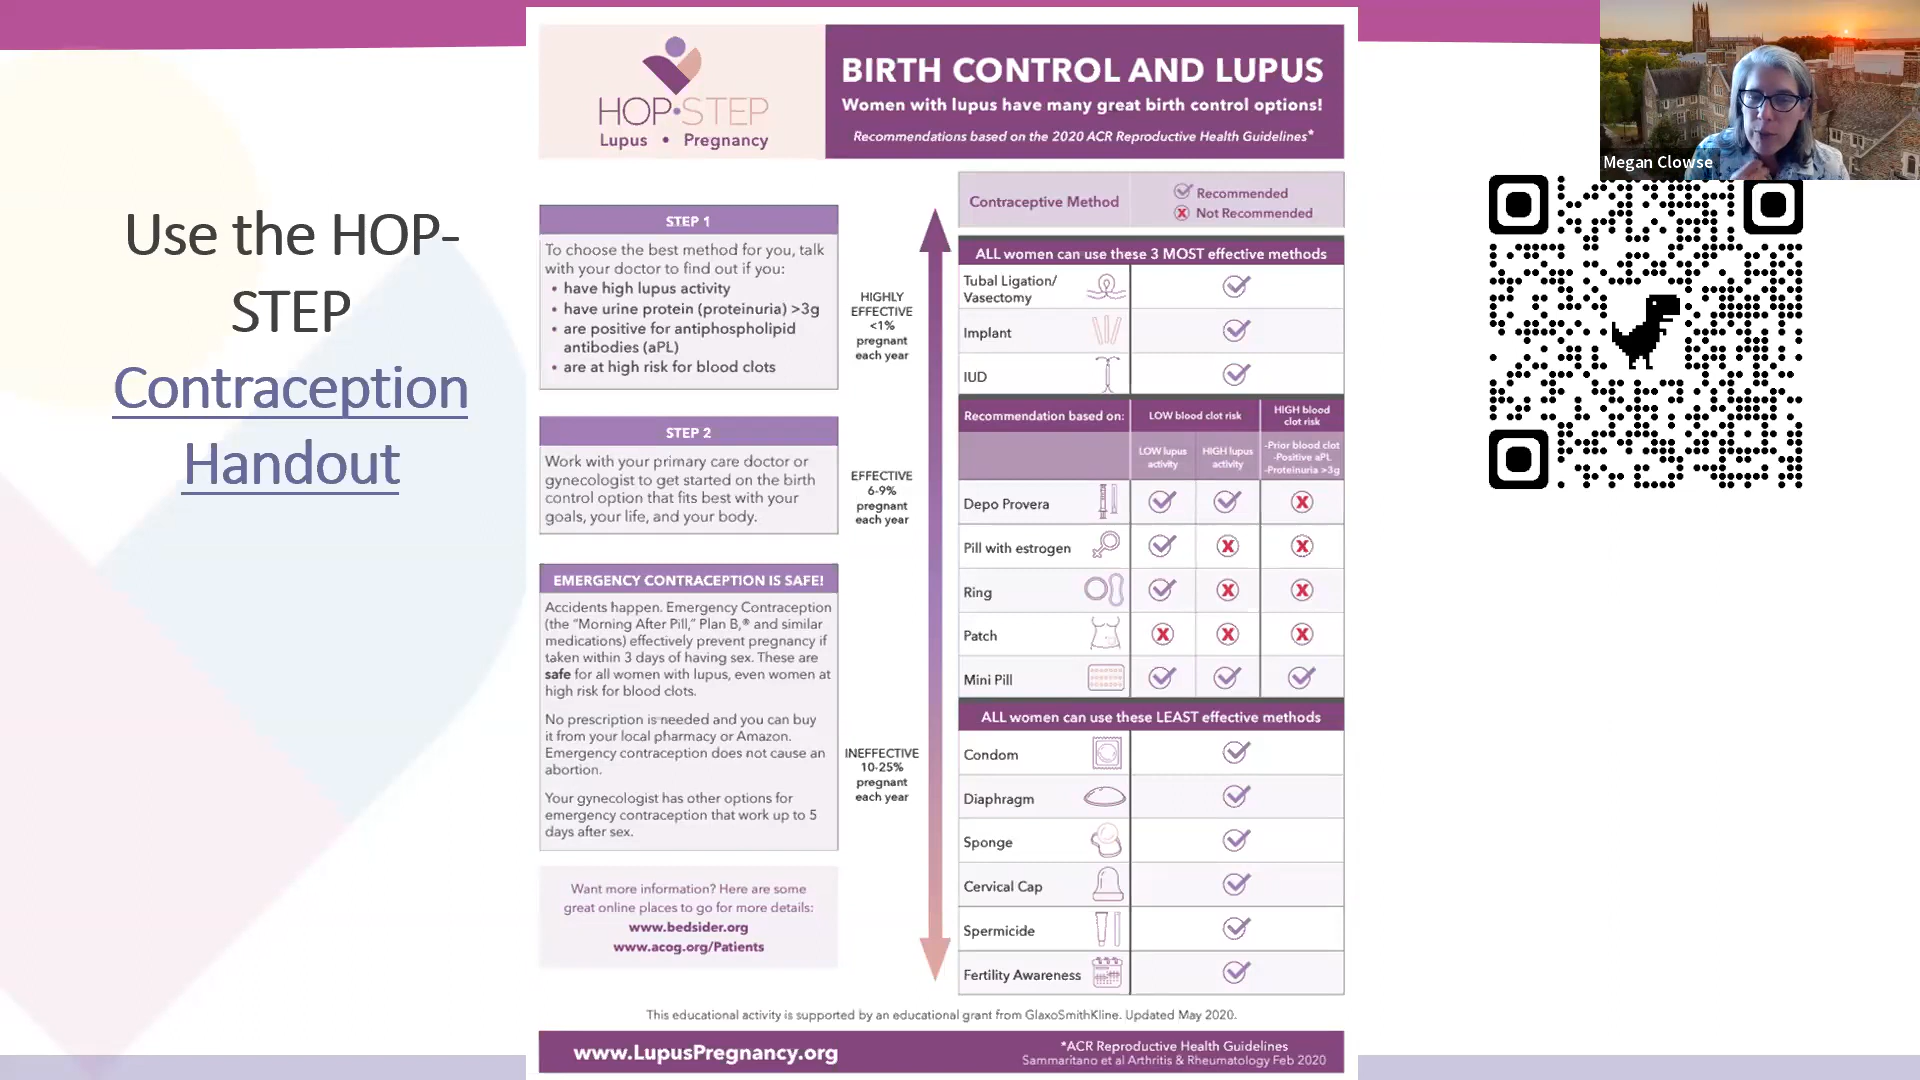 Use the HOP-
STEP
Contraception
Handout
HOP•STEP
Lupus • Pregnancy
BIRTH CONTROL AND LUPUS
Women with lupus have many great birth control options!
Recommendations based on the 2020 ACR Reproductive Health Guidelines*
Megan Clowse
STEP 1
To choose the best method for you, talk
with your doctor to find out if you:
• have high lupus activity
• have urine protein (proteinuria) >3g
• are positive for antiphospholipid
antibodies (aPL)
• are at high risk for blood clots
STEP 2
Work with your primary care doctor or
gynecologist to get started on the birth
control option that fits best with your
goals, your life, and your body.
EMERGENCY CONTRACEPTION IS SAFE!
Accidents happen. Emergency Contraception
(the "Morning After Pill," Plan B,® and similar
medications) effectively prevent pregnancy if
taken within 3 days of having sex. These are
safe for all women with lupus, even women at
high risk for blood clots.
No prescription is needed and you can buy
it from your local pharmacy or Amazon.
Emergency contraception does not cause an
abortion.
Your gynecologist has other options for
emergency contraception that work up to 5
days after sex.
Want more information? Here are some
great online places to go for more details:
www.bedsider.org
www.acog.org/Patients
HIGHLY
EFFECTIVE
<1%
pregnant
each year
EFFECTIVE
6-9%
pregnant
each year
INEFFECTIVE
10-25%
pregnant
each year
Contraceptive Method
Recommended
Not Recommended
ALL women can use these 3 MOST effective methods
Tubal Ligation/
Vasectomy
Implant
IUD
Recommendation based on:
LOW blood clot risk
HIGH blood
clot risk
LOW lupus
activity
HIGH lupus
activity
-Prior blood clot
-Positive aPL
-Proteinuria >3g
Depo Provera
Pill with estrogen
Ring
Patch
Mini Pill
ALL women can use these LEAST effective methods
Condom
Diaphragm
Sponge
Cervical Cap
Spermicide
Fertility Awareness
This educational activity is supported by an educational grant from GlaxoSmithKline. Updated May 2020.
www.LupusPregnancy.org
*ACR Reproductive Health Guidelines
Sammaritano et al Arthritis & Rheumatology Feb 2020